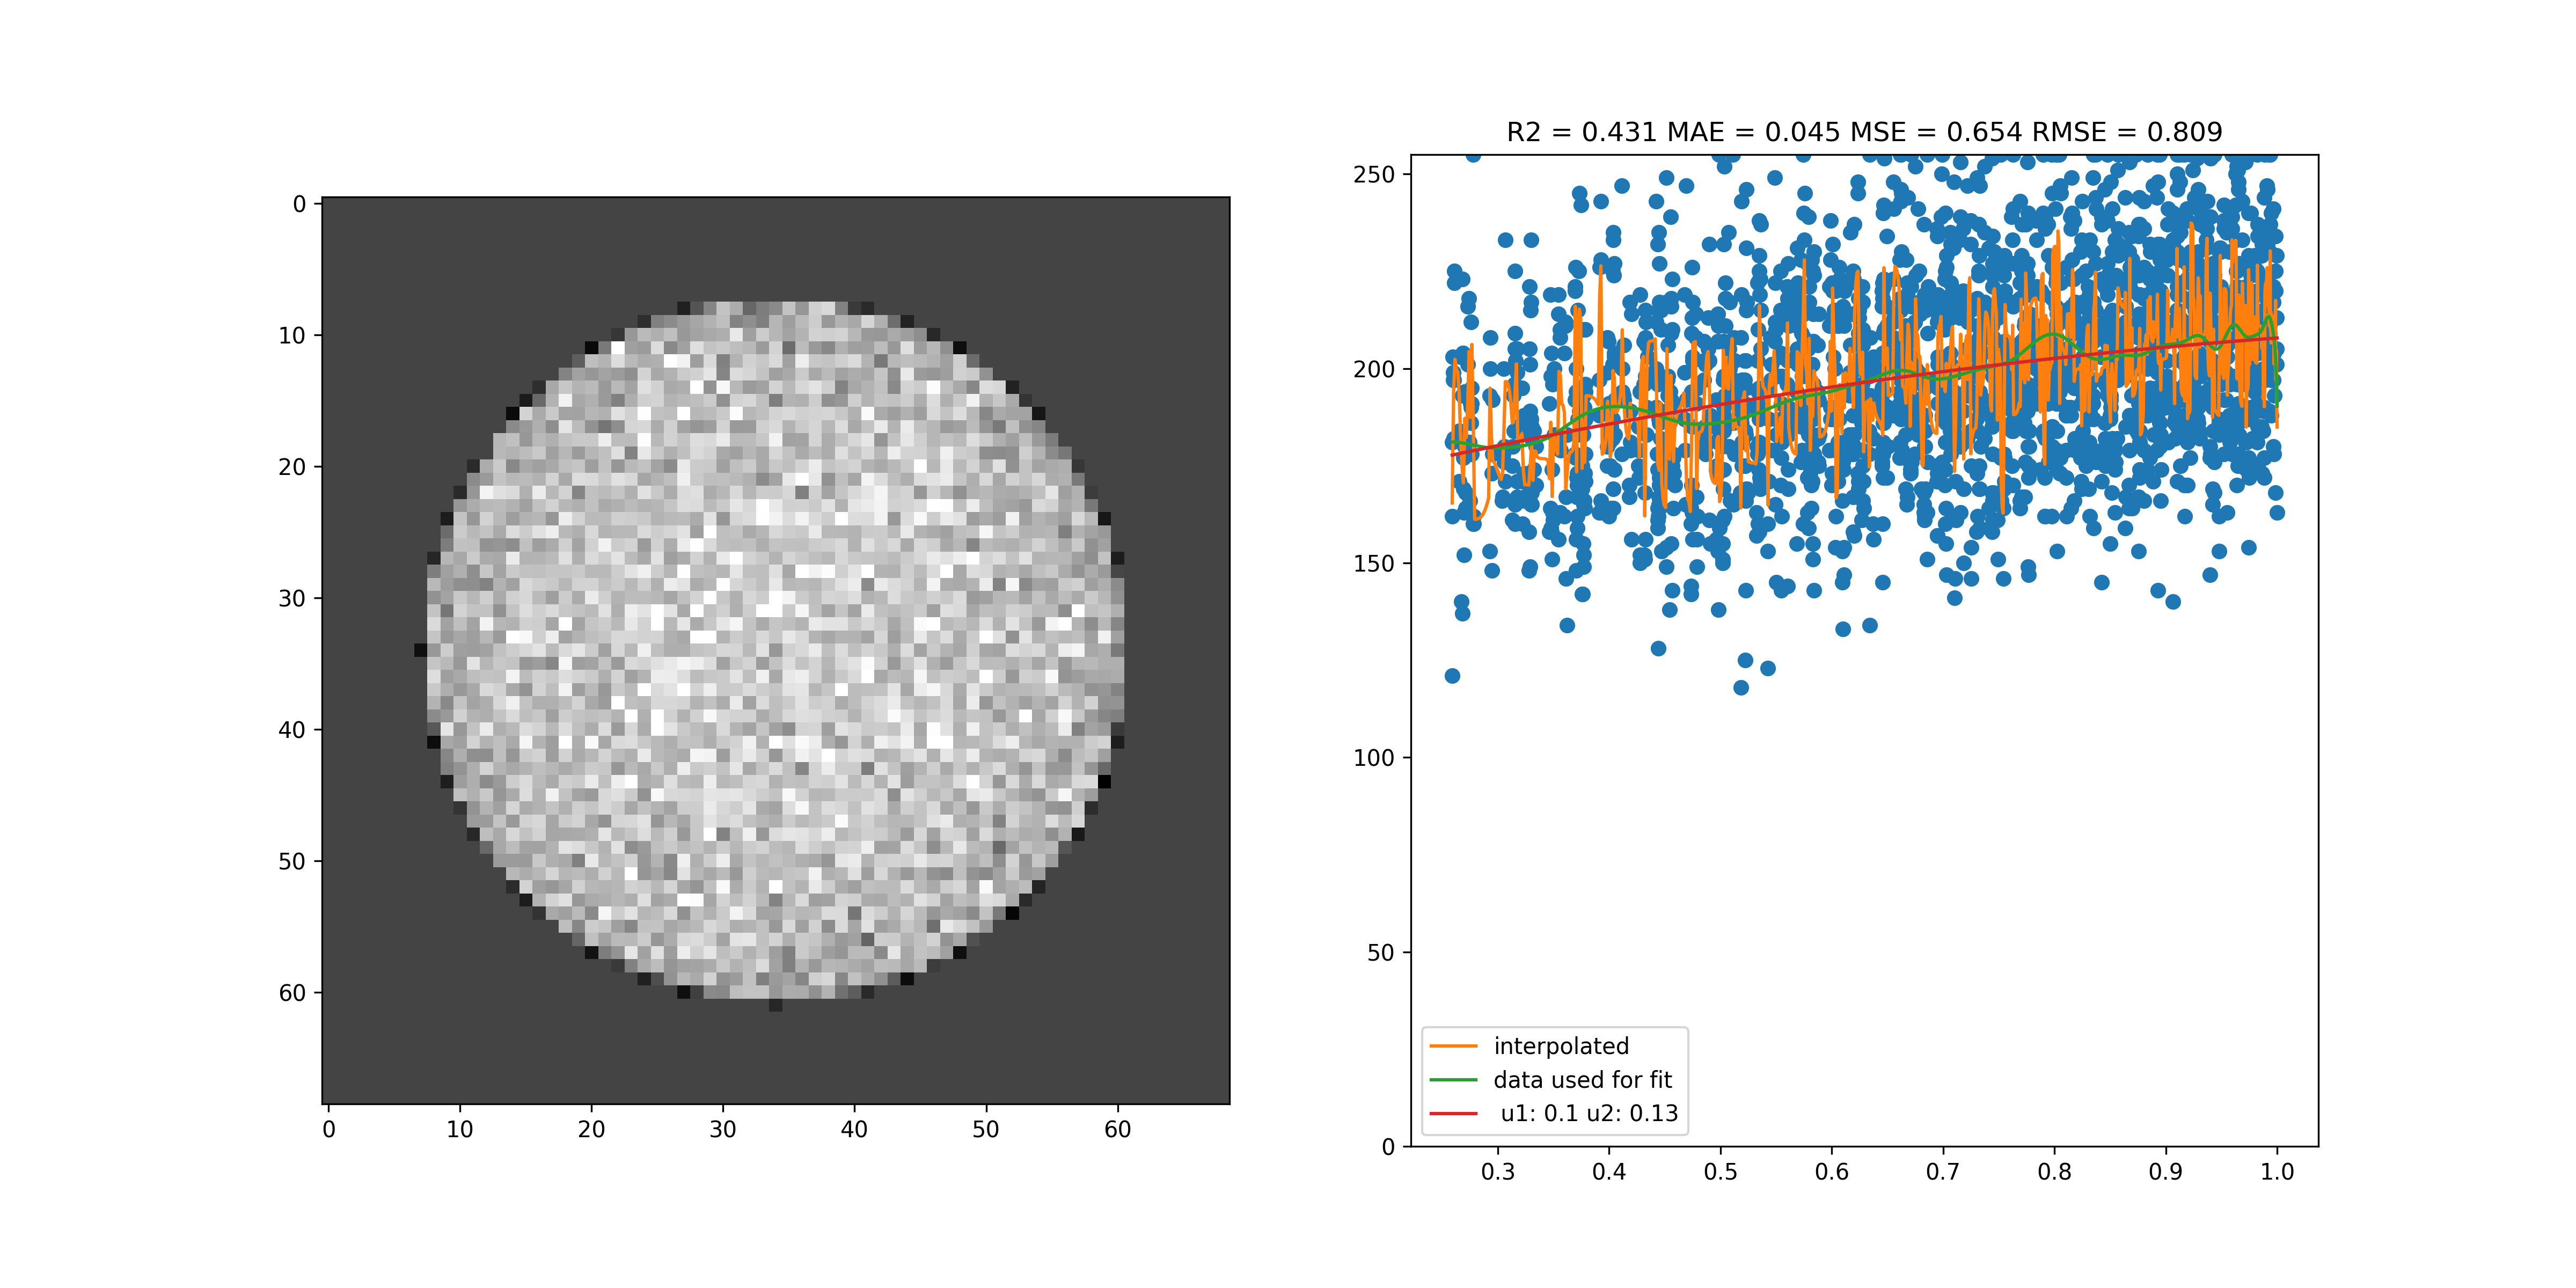 0
10
20
30
40
50
60
0 10 20 30 40 50 60
R2 = 0.431 MAE = 0.045 MSE = 0.654 RMSE = 0.809
250
200
150
100
50
0
interpolated
data used for fit
u1: 0.1 u2: 0.13
0.3 0.4 0.5 0.6 0.7 0.8 0.9 1.0